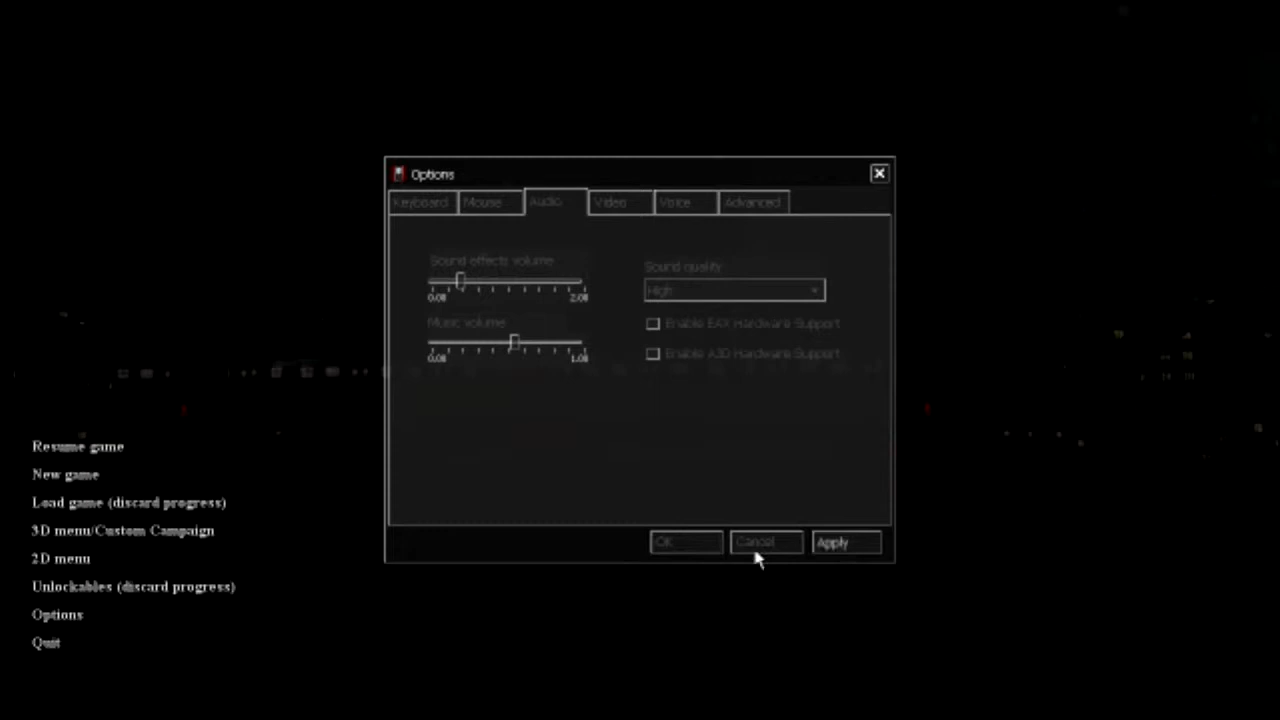 Options
Keyboard Mouse Audio Video Voice Advanced
Sound effects volume
0.00 2.00
Music volume
0.00 1.00
Sound quality
High
Enable EAX Hardware Support
Enable A3D Hardware Support
OK Cancel Apply
Resume game
New game
Load game (discard progress)
3D menu/Custom Campaign
2D menu
Unlockables (discard progress)
Options
Quit